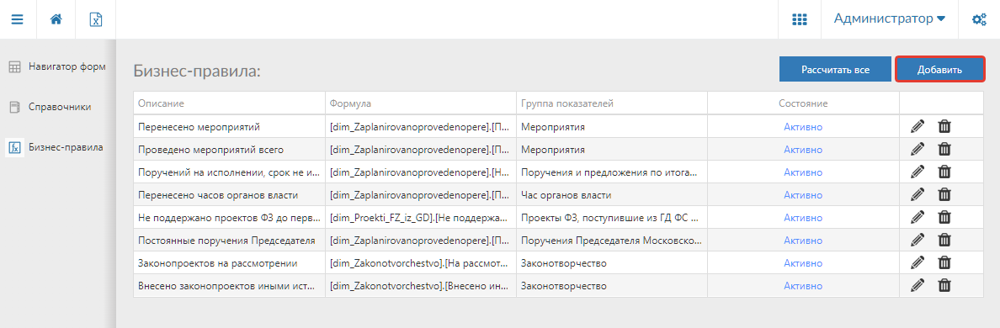 Администратор
Навигатор форм
Справочники
Бизнес-правила
Бизнес-правила:
Рассчитать все
Добавить
Описание Формула Группа показателей Состояние
Перенесено мероприятий [dim_Zaplanirovanoprovedenopere].[П... Мероприятия Активно
Проведено мероприятий всего [dim_Zaplanirovanoprovedenopere].[П... Мероприятия Активно
Поручений на исполнении, срок не и... [dim_Zaplanirovanoprovedenopere].[Н... Поручения и предложения по итога... Активно
Перенесено часов органов власти [dim_Zaplanirovanoprovedenopere].[П... Час органов власти Активно
Не поддержано проектов ФЗ до перв... [dim_Proekti_FZ_iz_GD].[Не поддержа... Проекты ФЗ, поступившие из ГД ФС ... Активно
Постоянные поручения Председателя [dim_Zaplanirovanoprovedenopere].[П... Поручения Председателя Московско... Активно
Законопроектов на рассмотрении [dim_Zakonotvorchestvo].[На рассмот... Законотворчество Активно
Внесено законопроектов иными ист... [dim_Zakonotvorchestvo].[Внесено ин... Законотворчество Активно